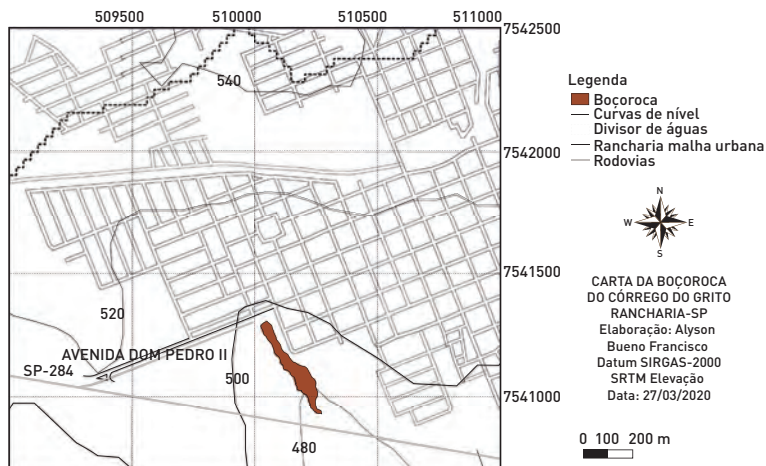 509500 510000 510500 511000
7542500
7542000
7541500
7541000
540
520
500
480
AVENIDA DOM PEDRO II
SP-284
Legenda
Boçoroca
Curvas de nível
Divisor de águas
Rancharia malha urbana
Rodovias
N
W E
S
CARTA DA BOÇOROCA
DO CÓRREGO DO GRITO
RANCHARIA-SP
Elaboração: Alyson
Bueno Francisco
Datum SIRGAS-2000
SRTM Elevação
Data: 27/03/2020
0 100 200 m